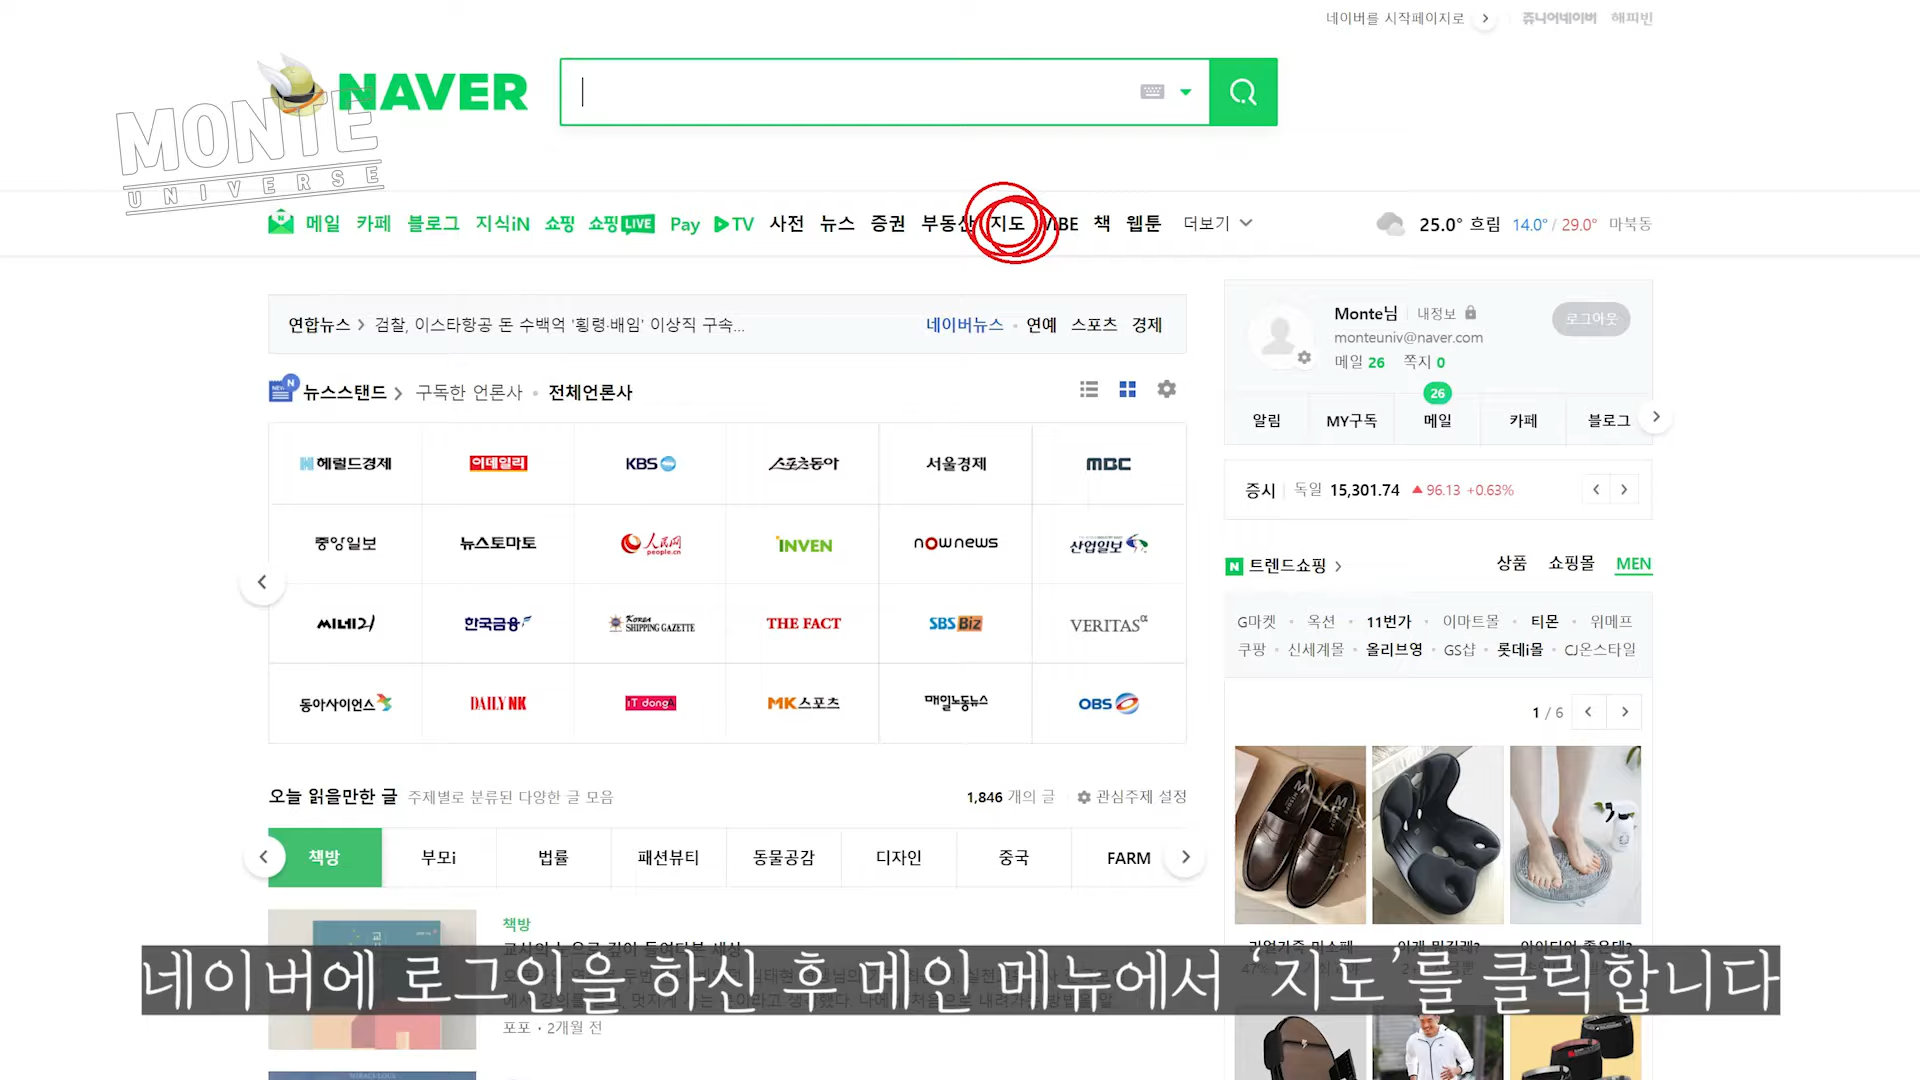 네이버를 시작페이지로 쥬니어네이버 해피빈
NAVER
MONTE
UNIVERSE
메일 카페 블로그 지식iN 쇼핑 쇼핑LIVE Pay TV 사전 뉴스 증권 부동산 지도 VIBE 책 웹툰 더보기
25.0° 흐림 14.0° / 29.0° 마북동
연합뉴스 검찰, 이스타항공 돈 수백억 '횡령·배임' 이상직 구속...
네이버뉴스 연예 스포츠 경제
뉴스스탠드 구독한 언론사 전체언론사
헤럴드경제 이데일리 KBS 스포츠동아 서울경제 MBC
중앙일보 뉴스토마토 人民网 people.cn INVEN nownews 산업일보
씨네21 한국금융 KOREA SHIPPING GAZETTE THE FACT SBS Biz VERITASα
동아사이언스 DAILY NK IT dongA MK스포츠 매일노동뉴스 OBS
Monte님 내정보 로그아웃
monteuniv@naver.com
메일 26 쪽지 0
26
알림 MY구독 메일 카페 블로그
증시 독일 15,301.74 96.13 +0.63%
N 트렌드쇼핑 상품 쇼핑몰 MEN
G마켓 옥션 11번가 이마트몰 티몬 위메프
쿠팡 신세계몰 올리브영 GS샵 롯데i몰 CJ온스타일
1 / 6
오늘 읽을만한 글 주제별로 분류된 다양한 글 모음 1,846 개의 글 관심주제 설정
책방 부모i 법률 패션뷰티 동물공감 디자인 중국 FARM
책방
포포 · 2개월 전
네이버에 로그인을 하신 후 메인 메뉴에서 ‘지도’를 클릭합니다